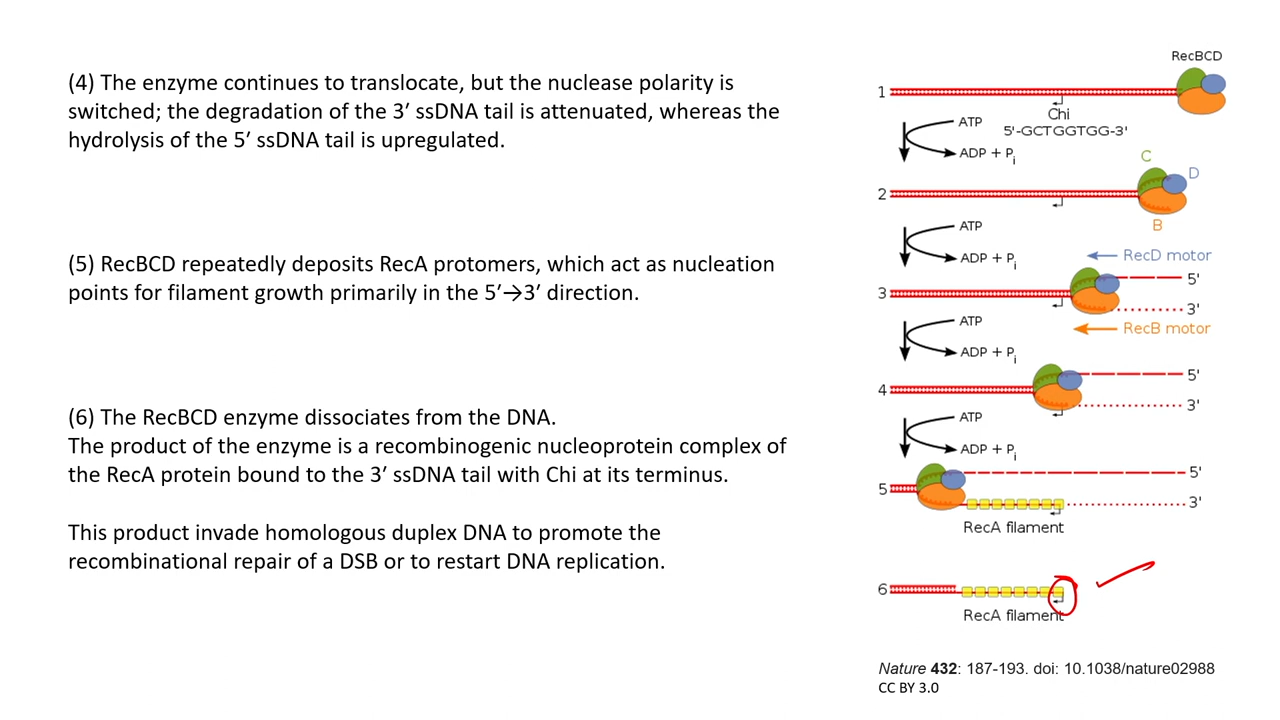 (4) The enzyme continues to translocate, but the nuclease polarity is
switched; the degradation of the 3′ ssDNA tail is attenuated, whereas the
hydrolysis of the 5′ ssDNA tail is upregulated.
(5) RecBCD repeatedly deposits RecA protomers, which act as nucleation
points for filament growth primarily in the 5′→3′ direction.
(6) The RecBCD enzyme dissociates from the DNA.
The product of the enzyme is a recombinogenic nucleoprotein complex of
the RecA protein bound to the 3′ ssDNA tail with Chi at its terminus.
This product invade homologous duplex DNA to promote the
recombinational repair of a DSB or to restart DNA replication.
RecBCD
1
Chi
5'-GCTGGTGG-3'
ATP
ADP + Pi
C
D
2
B
ATP
ADP + Pi
RecD motor
5'
3
3'
RecB motor
ATP
ADP + Pi
5'
4
3'
ATP
ADP + Pi
5'
5
3'
RecA filament
6
RecA filament
Nature 432: 187-193. doi: 10.1038/nature02988
CC BY 3.0